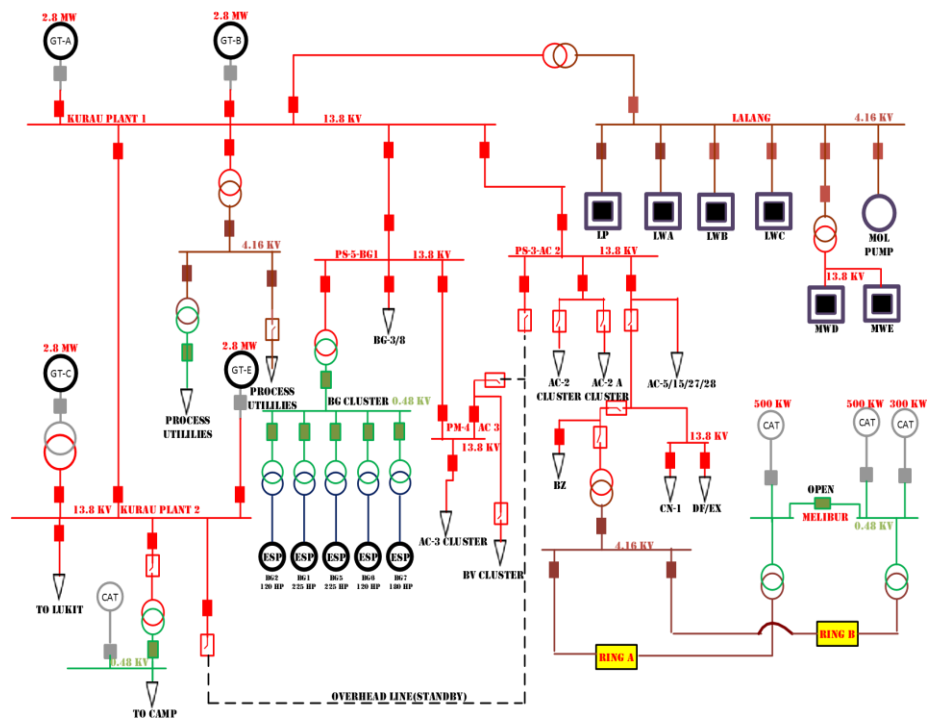 2.8 MW
GT-A
2.8 MW
GT-B
KURAU PLANT 1
13.8 KV
LALANG
4.16 KV
LP
LWA
LWB
LWC
MOL
PUMP
13.8 KV
MWD
MWE
4.16 KV
PS-5-BG1
13.8 KV
PS-3-AC 2
13.8 KV
BG-3/8
2.8 MW
GT-C
2.8 MW
GT-E
PROCESS
UTILILIES
PROCESS
UTILILIES
BG CLUSTER
0.48 KV
AC-2
CLUSTER
AC-2 A
CLUSTER
AC-5/15/27/28
PM-4
AC 3
13.8 KV
BZ
13.8 KV
CN-1
DF/EX
500 KW
CAT
500 KW
CAT
300 KW
CAT
OPEN
MELIBUR
0.48 KV
13.8 KV
KURAU PLANT 2
AC-3 CLUSTER
BV CLUSTER
4.16 KV
ESP
ESP
ESP
ESP
ESP
BG2
120 HP
BG1
225 HP
BG5
225 HP
BG6
120 HP
BG7
180 HP
TO LUKIT
CAT
0.48 KV
TO CAMP
RING A
RING B
OVERHEAD LINE(STANDBY)